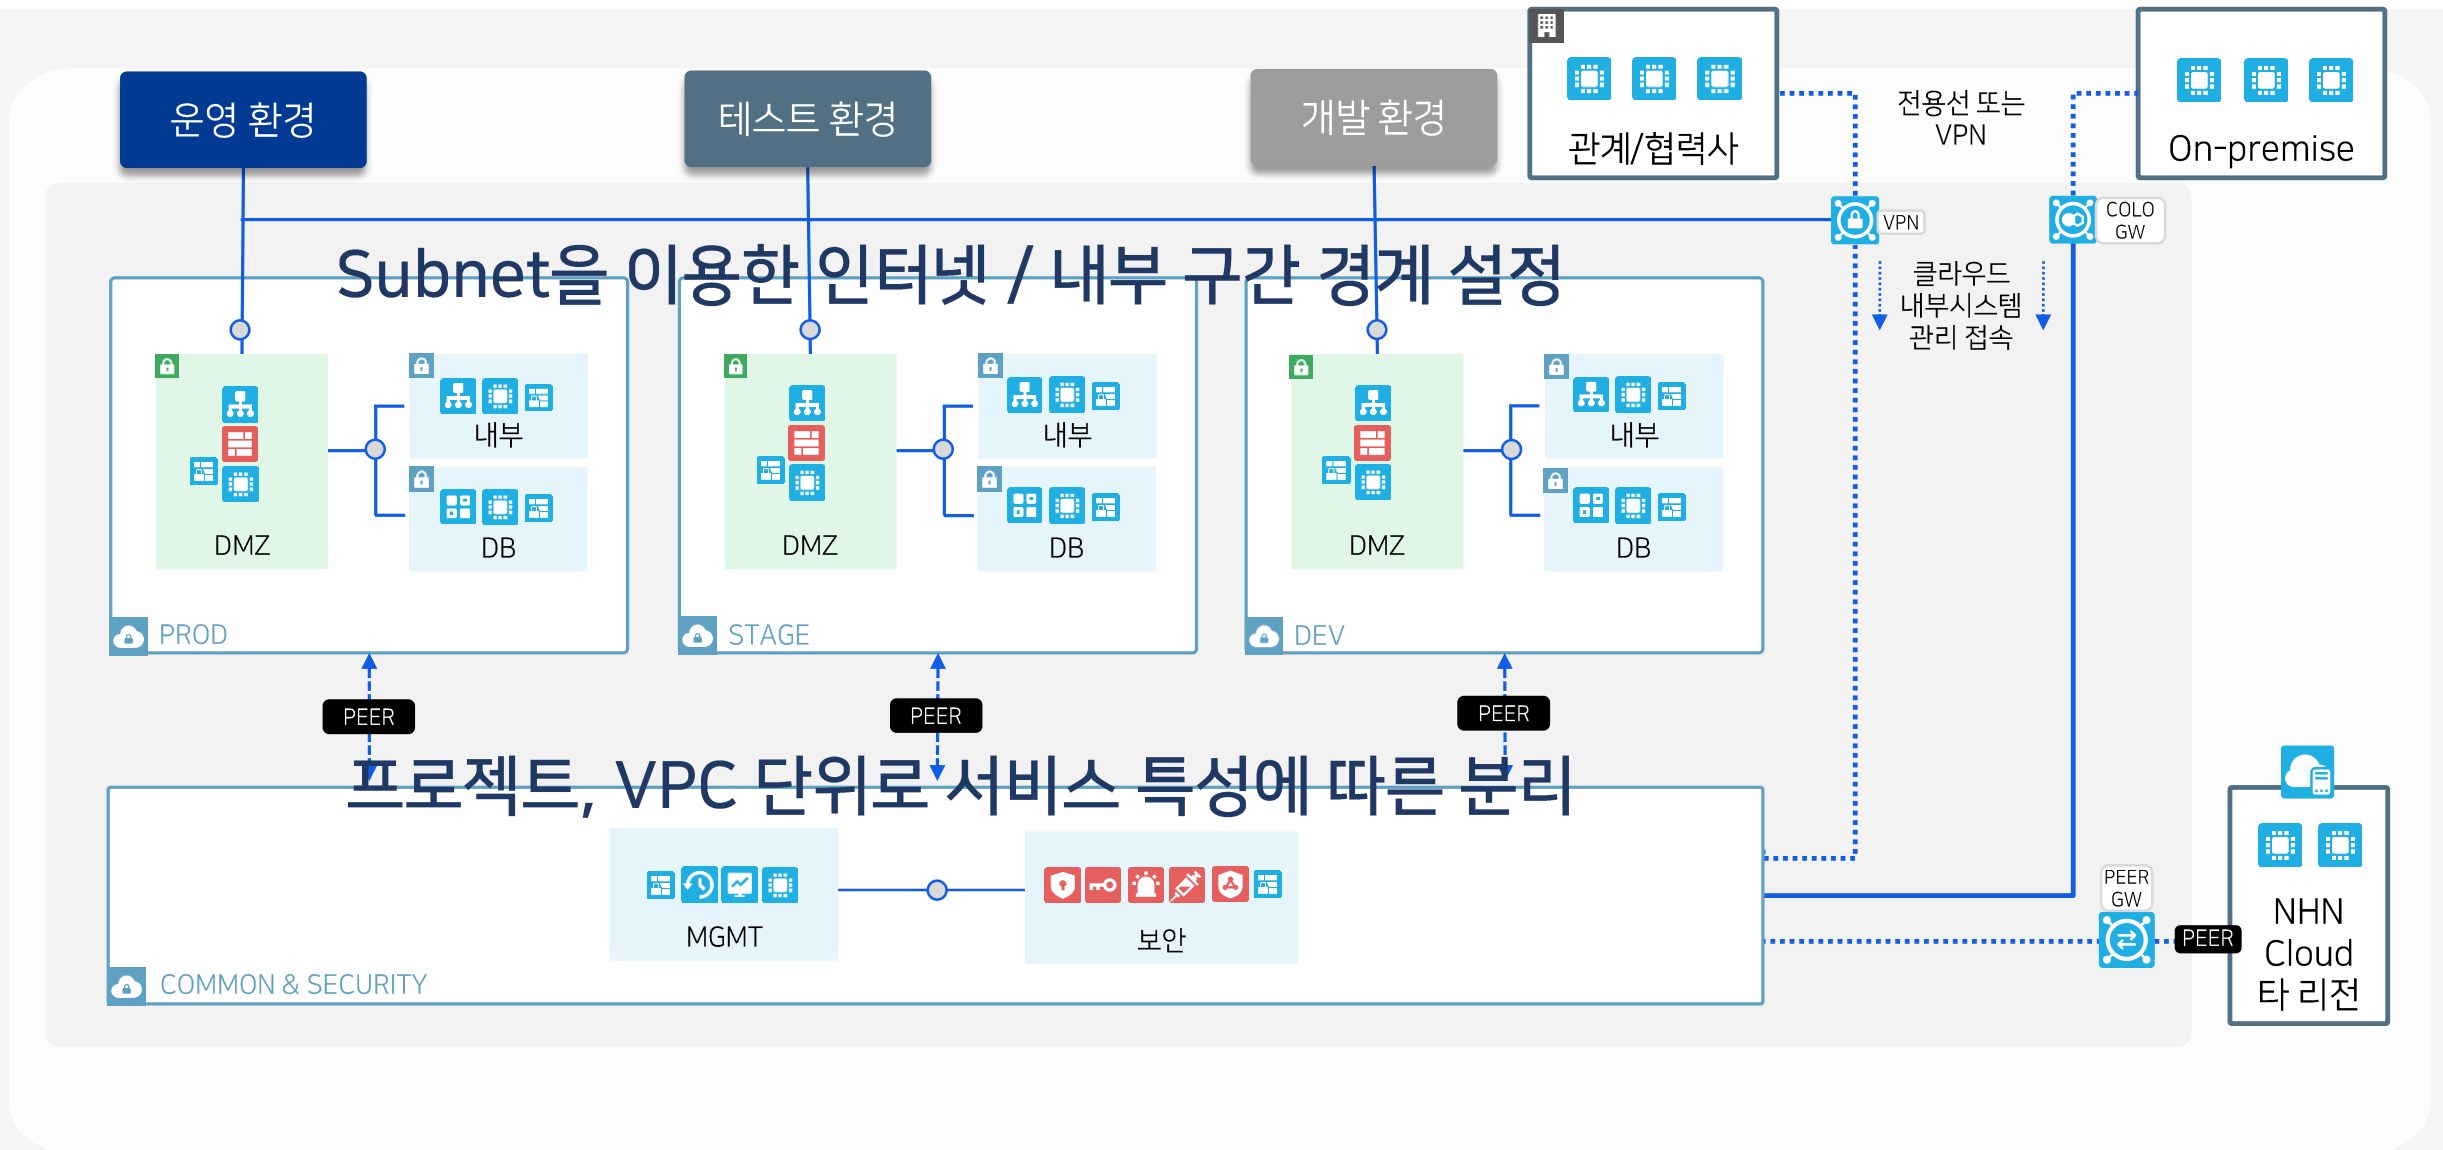 운영 환경
테스트 환경
개발 환경
관계/협력사
전용선 또는
VPN
On-premise
VPN
COLO
GW
Subnet을 이용한 인터넷 / 내부 구간 경계 설정
클라우드
내부시스템
관리 접속
DMZ
내부
DB
PROD
DMZ
내부
DB
STAGE
DMZ
내부
DB
DEV
PEER
PEER
PEER
프로젝트, VPC 단위로 서비스 특성에 따른 분리
MGMT
보안
COMMON & SECURITY
PEER
GW
PEER
NHN
Cloud
타 리전